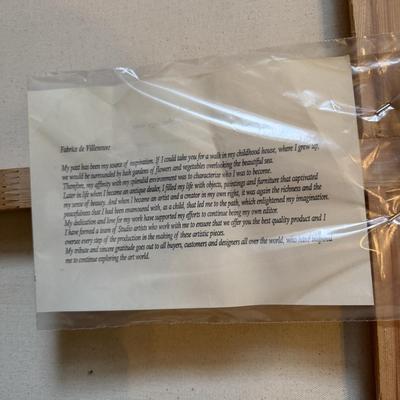 Fabrice de Villeneuve
My past has been my source of inspiration. If I could take you for a walk in my childhood house, where I grew up,
we would be surrounded by lush gardens of flowers and vegetables overlooking the beautiful sea.
Therefore, my affinity with my splendid environment was to characterize who I was to become.
Later in life when I became an antique dealer, I filled my life with objects, paintings and furniture that captivated
my sense of beauty. And when I became an artist and a creator in my own right, it was again the richness and the
peacefulness that I had been enamoured with, as a child, that led me to the path, which enlightened my imagination.
My dedication and love for my work have supported my efforts to continue being my own editor.
I have formed a team of Studio artists who work with me to ensure that we offer you the best quality product and I
oversee every step of the production in the making of these artistic pieces.
My tribute and sincere gratitude goes out to all buyers, customers and designers all over the world, who have inspired
me to continue exploring the art world.